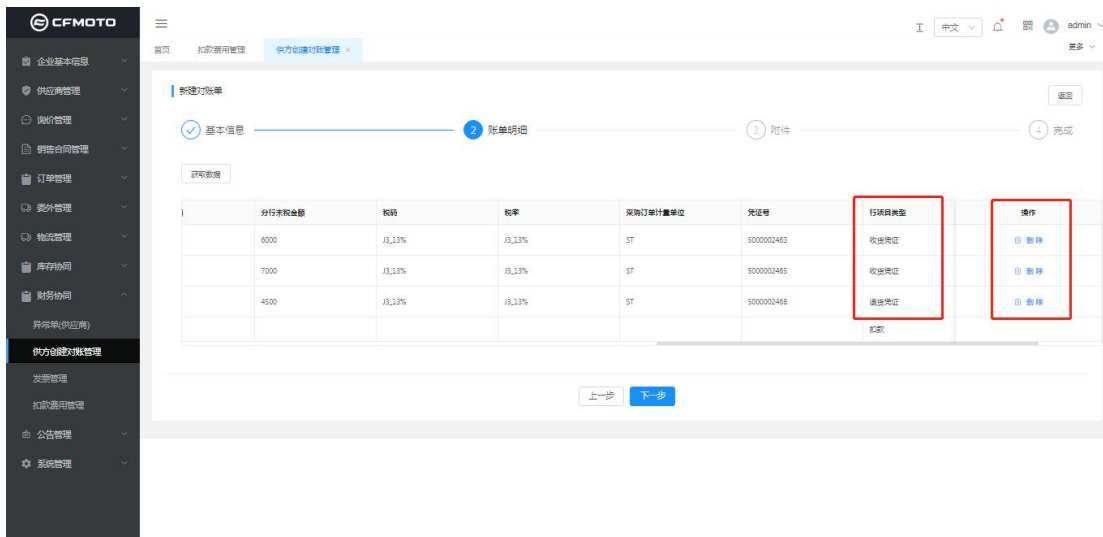 CFMOTO
中文
admin
首页
扣款费用管理
供方创建对账管理 ×
更多
企业基本信息
供应商管理
询价管理
销售合同管理
订单管理
委外管理
物流管理
库存协同
财务协同
异常单(供应商)
供方创建对账管理
发票管理
扣款费用管理
公告管理
系统管理
新建对账单
返回
基本信息
2 账单明细
3 附件
4 完成
获取数据
分行未税金额 税码 税率 采购订单计量单位 凭证号 行项目类型 操作
6000 J3_13% J3_13% ST 5000002463 收货凭证 删除
7000 J3_13% J3_13% ST 5000002465 收货凭证 删除
4500 J3_13% J3_13% ST 5000002468 退货凭证 删除
扣款
上一步 下一步